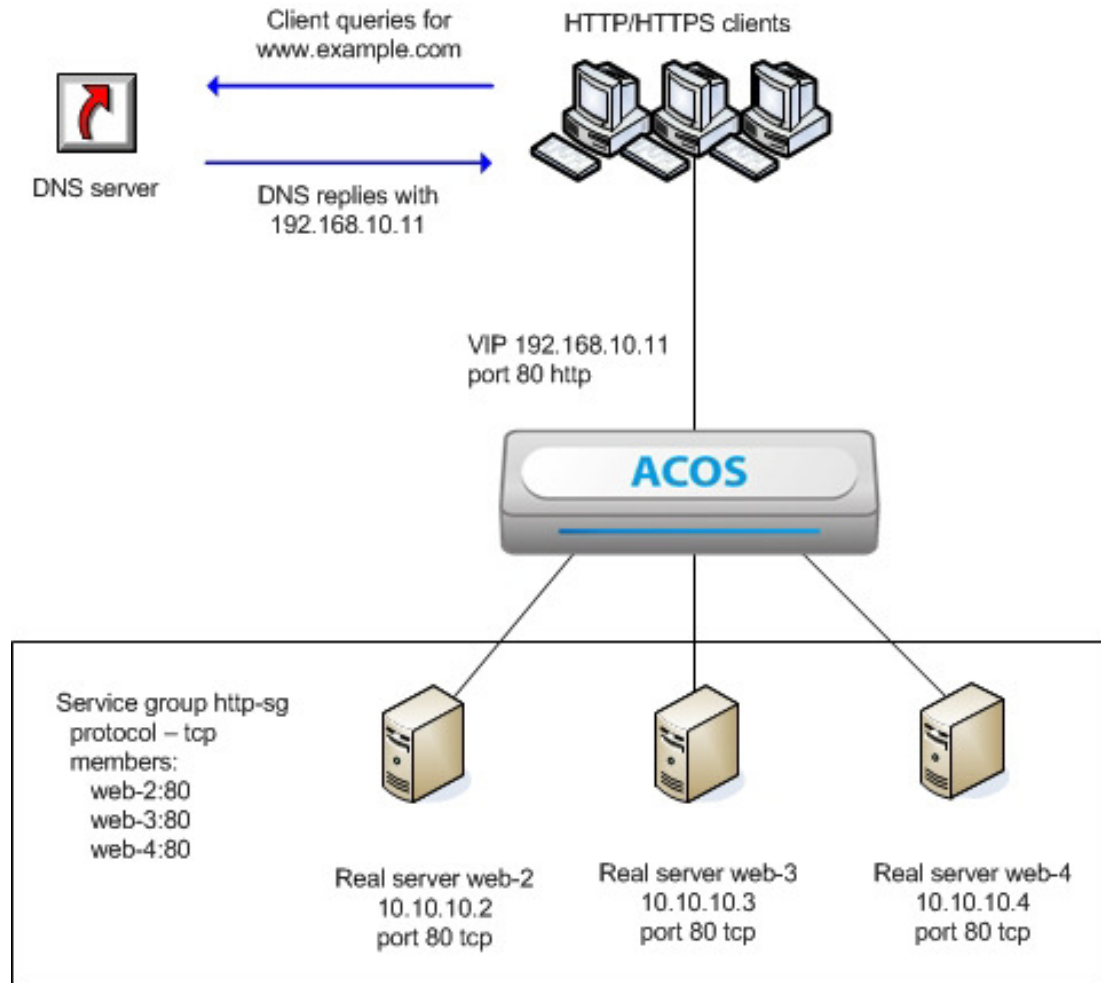 Client queries for
www.example.com
HTTP/HTTPS clients
DNS server
DNS replies with
192.168.10.11
VIP 192.168.10.11
port 80 http
ACOS
Service group http-sg
protocol – tcp
members:
web-2:80
web-3:80
web-4:80
Real server web-2
10.10.10.2
port 80 tcp
Real server web-3
10.10.10.3
port 80 tcp
Real server web-4
10.10.10.4
port 80 tcp